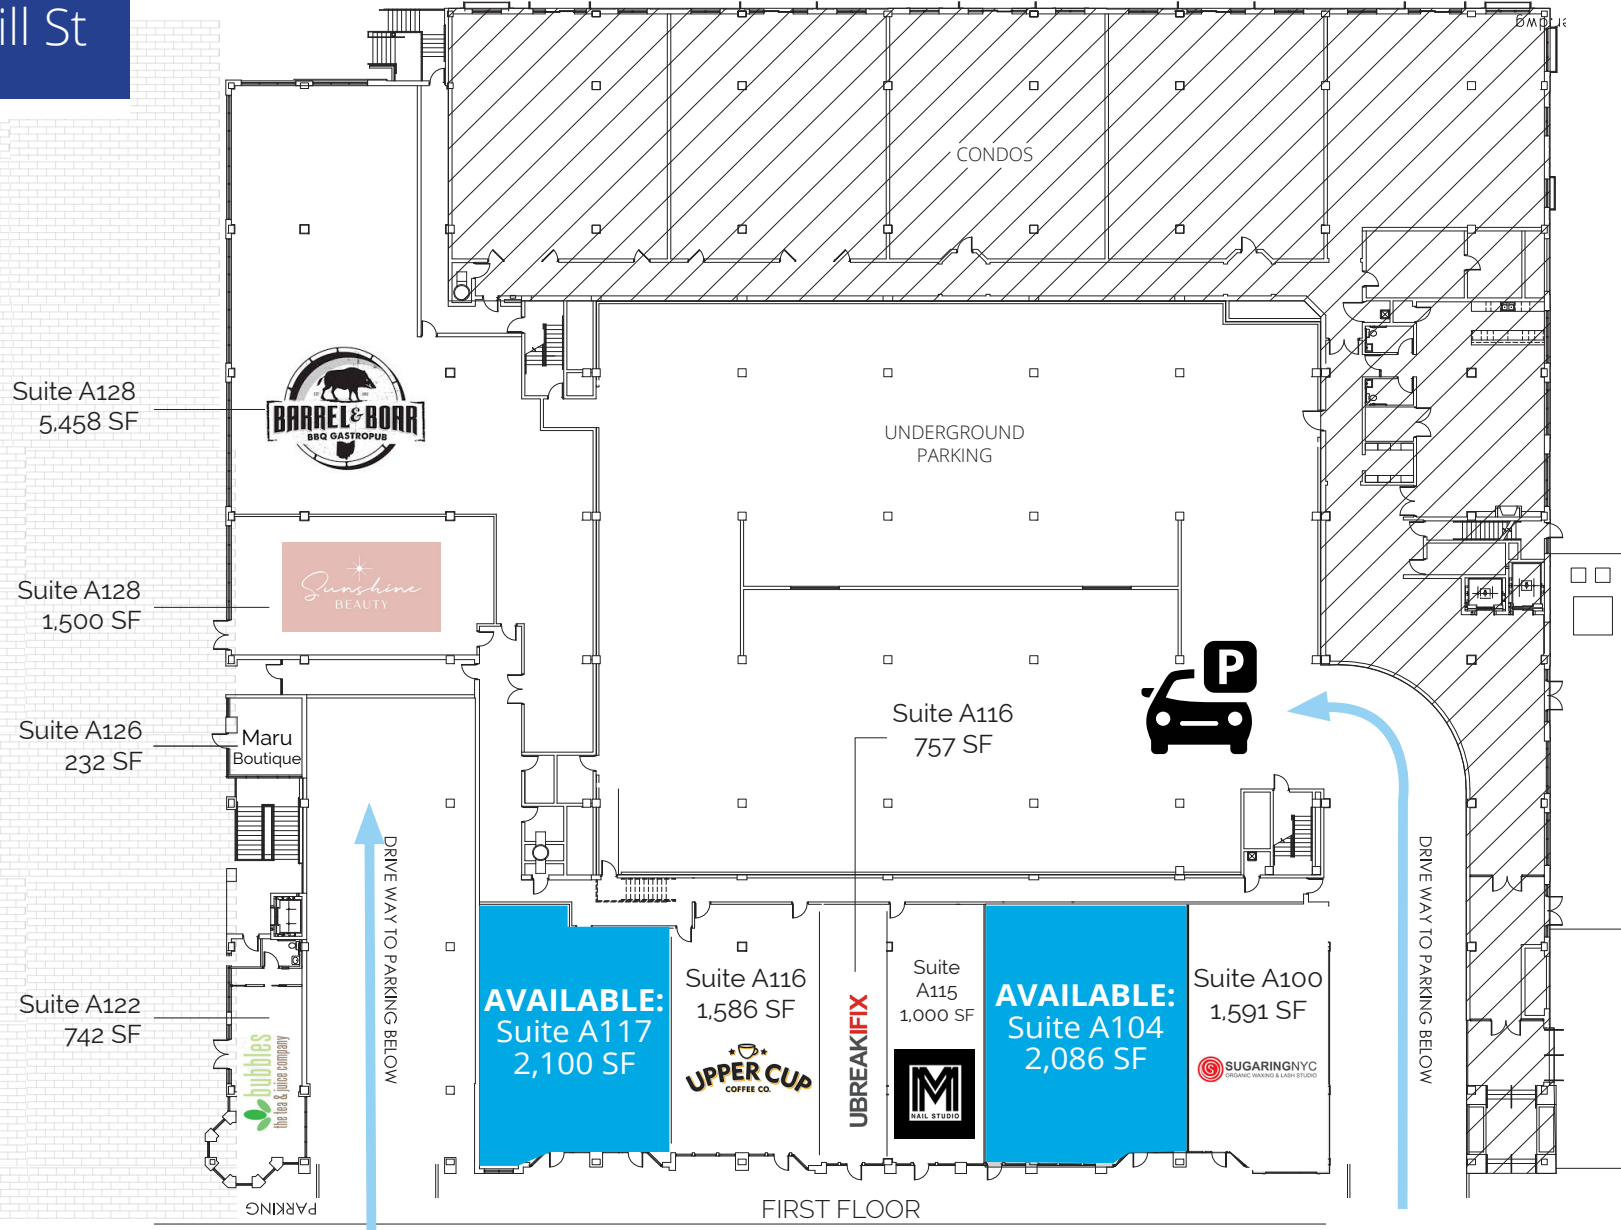 ill St
CONDOS
Suite A128
5,458 SF
BARREL & BOAR
BBQ GASTROPUB
UNDERGROUND
PARKING
Suite A128
1,500 SF
Sunshine
BEAUTY
P
Suite A126
232 SF
Maru
Boutique
Suite A116
757 SF
DRIVE WAY TO PARKING BELOW
DRIVE WAY TO PARKING BELOW
Suite A122
742 SF
bubbles
the tea & juice company
AVAILABLE:
Suite A117
2,100 SF
Suite A116
1,586 SF
UPPER CUP
COFFEE CO.
UBREAKIFIX
Suite
A115
1,000 SF
M
NAIL STUDIO
AVAILABLE:
Suite A104
2,086 SF
Suite A100
1,591 SF
S
SUGARINGNYC
ORGANIC WAXING & LASH STUDIO
PARKING
FIRST FLOOR